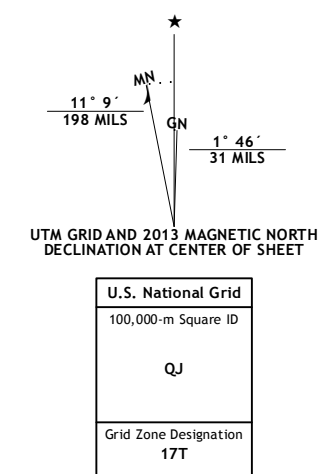 ★
MN
GN
11° 9´
198 MILS
1° 46´
31 MILS
UTM GRID AND 2013 MAGNETIC NORTH
DECLINATION AT CENTER OF SHEET
U.S. National Grid
100,000-m Square ID
QJ
Grid Zone Designation
17T